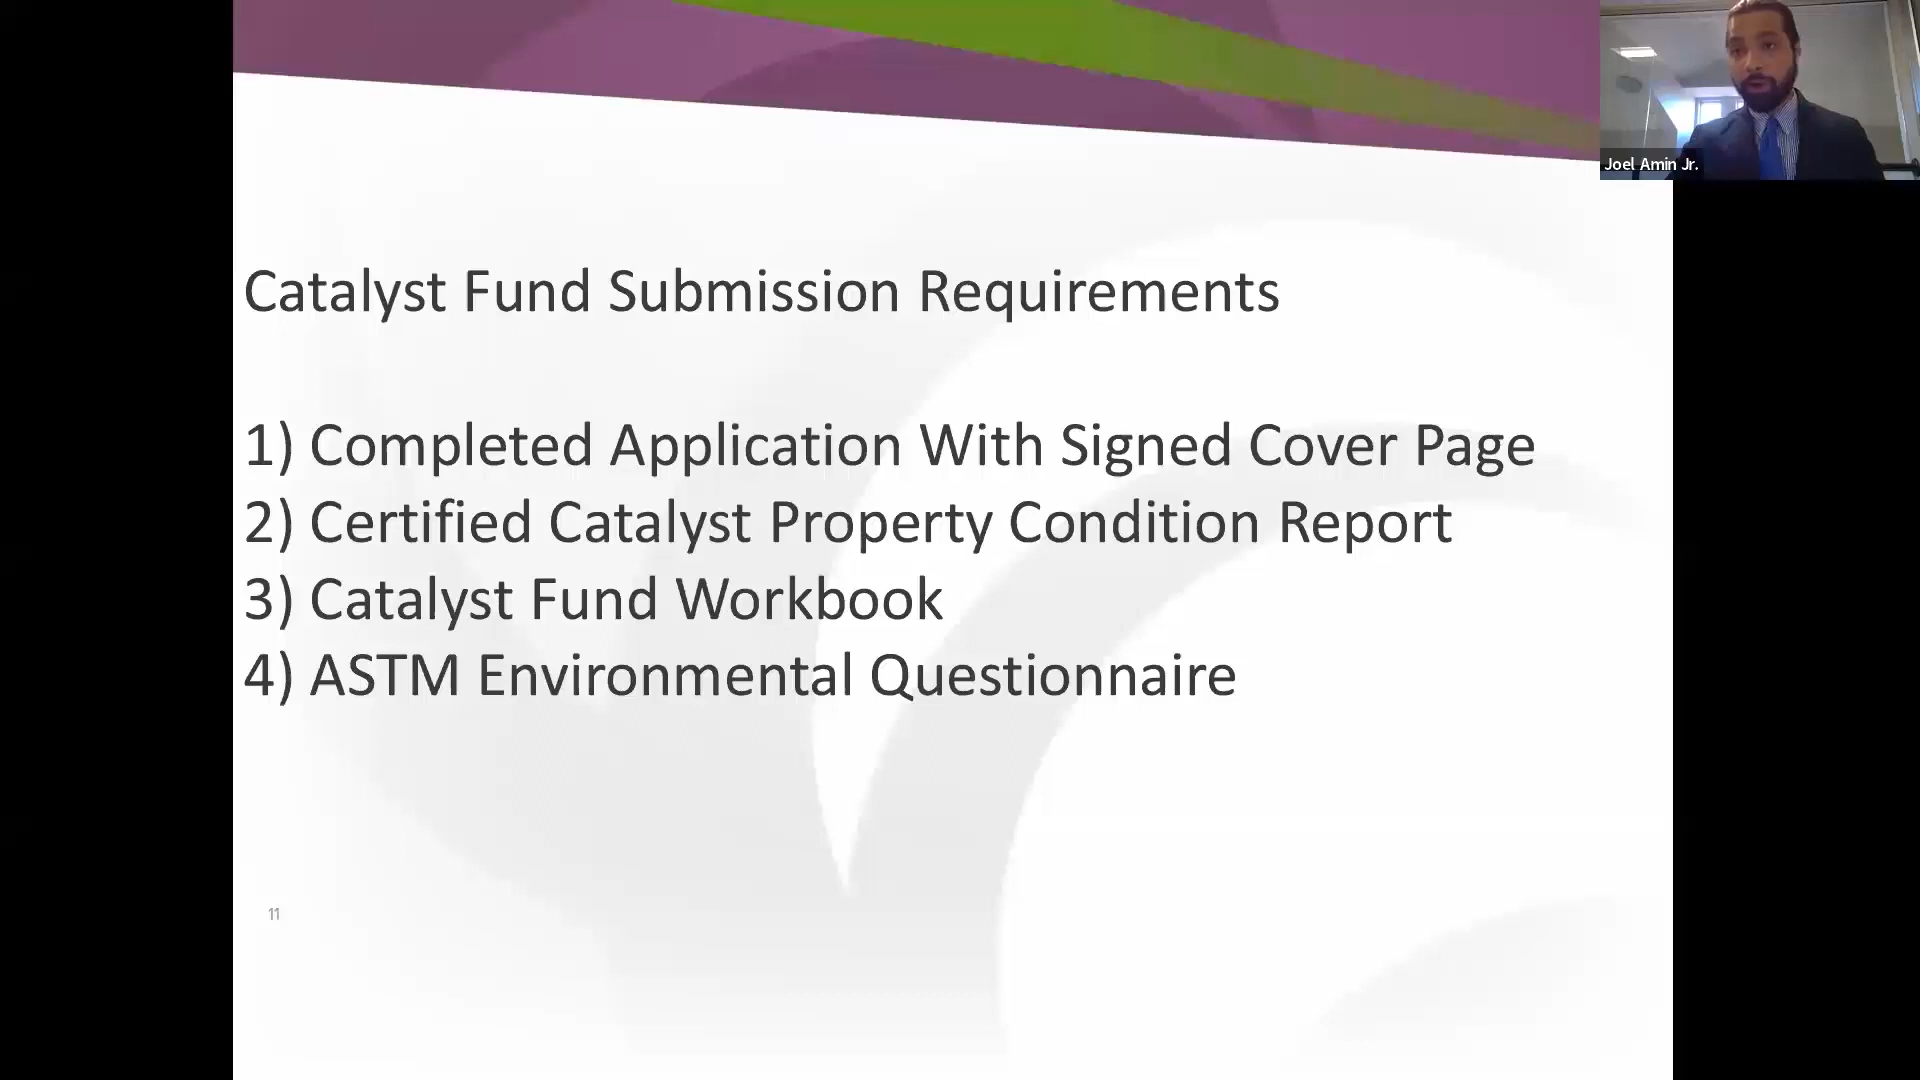 Joel Amin Jr.
Catalyst Fund Submission Requirements
1) Completed Application With Signed Cover Page
2) Certified Catalyst Property Condition Report
3) Catalyst Fund Workbook
4) ASTM Environmental Questionnaire
11